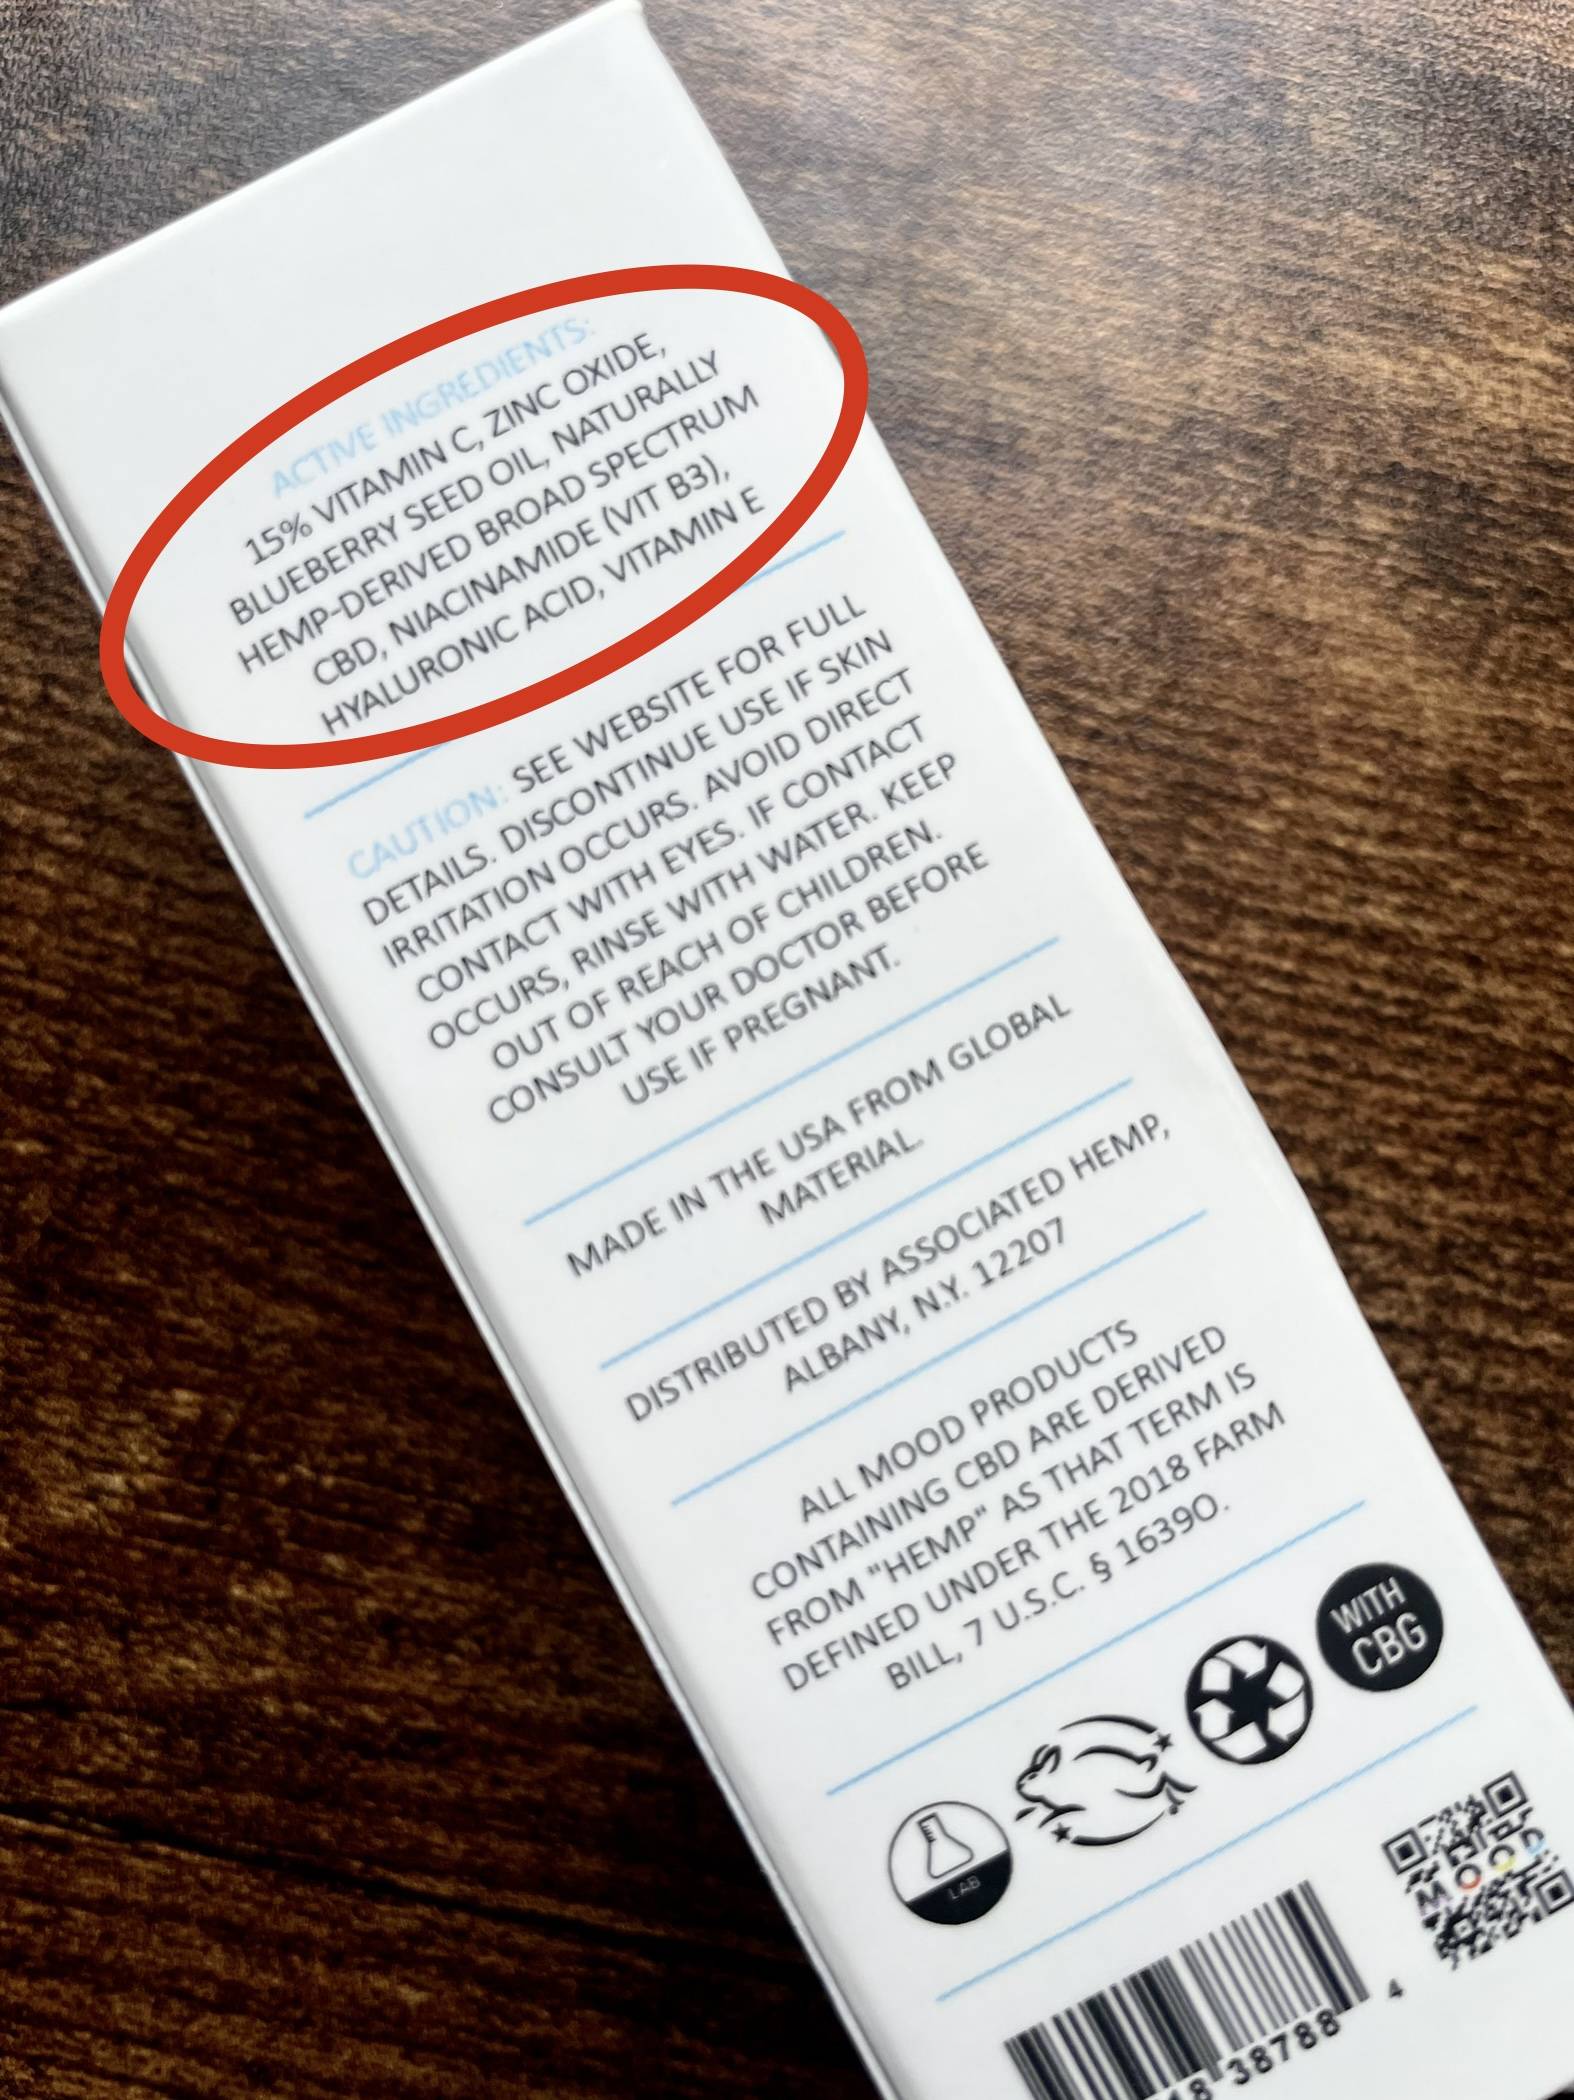 ACTIVE INGREDIENTS:
15% VITAMIN C, ZINC OXIDE,
BLUEBERRY SEED OIL, NATURALLY
HEMP-DERIVED BROAD SPECTRUM
CBD, NIACINAMIDE (VIT B3),
HYALURONIC ACID, VITAMIN E
CAUTION: SEE WEBSITE FOR FULL
DETAILS. DISCONTINUE USE IF SKIN
IRRITATION OCCURS. AVOID DIRECT
CONTACT WITH EYES. IF CONTACT
OCCURS, RINSE WITH WATER. KEEP
OUT OF REACH OF CHILDREN.
CONSULT YOUR DOCTOR BEFORE
USE IF PREGNANT.
MADE IN THE USA FROM GLOBAL
MATERIAL.
DISTRIBUTED BY ASSOCIATED HEMP,
ALBANY, N.Y. 12207
ALL MOOD PRODUCTS
CONTAINING CBD ARE DERIVED
FROM "HEMP" AS THAT TERM IS
DEFINED UNDER THE 2018 FARM
BILL, 7 U.S.C. § 1639O.
WITH
CBG
LAB
MOOD
38788 4